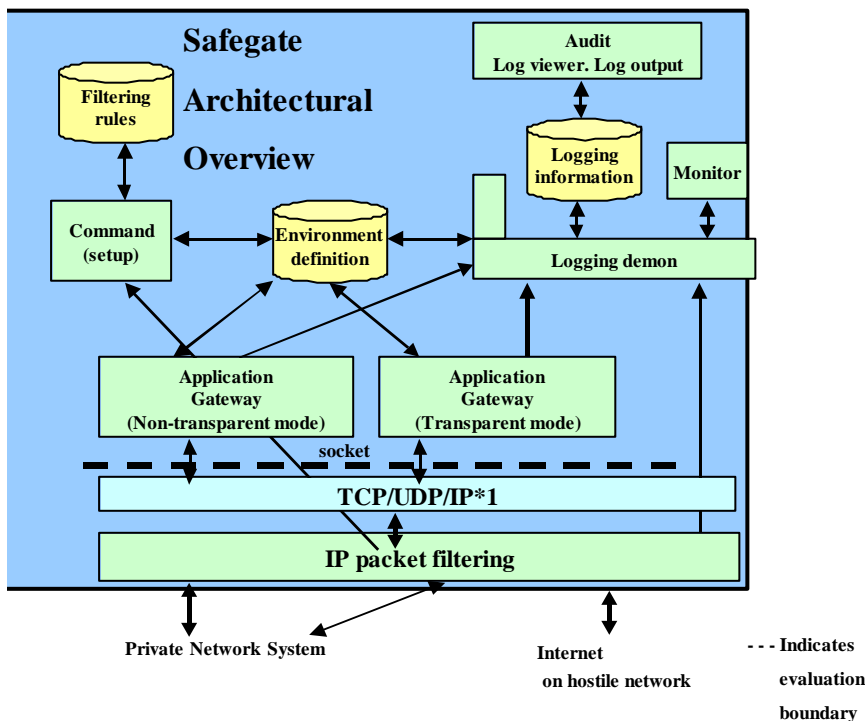 Safegate
Architectural
Overview
Audit
Log viewer. Log output
Filtering
rules
Logging
information
Monitor
Command
(setup)
Environment
definition
Logging demon
Application
Gateway
(Non-transparent mode)
Application
Gateway
(Transparent mode)
socket
TCP/UDP/IP*1
IP packet filtering
Private Network System
Internet
on hostile network
- - - Indicates
evaluation
boundary